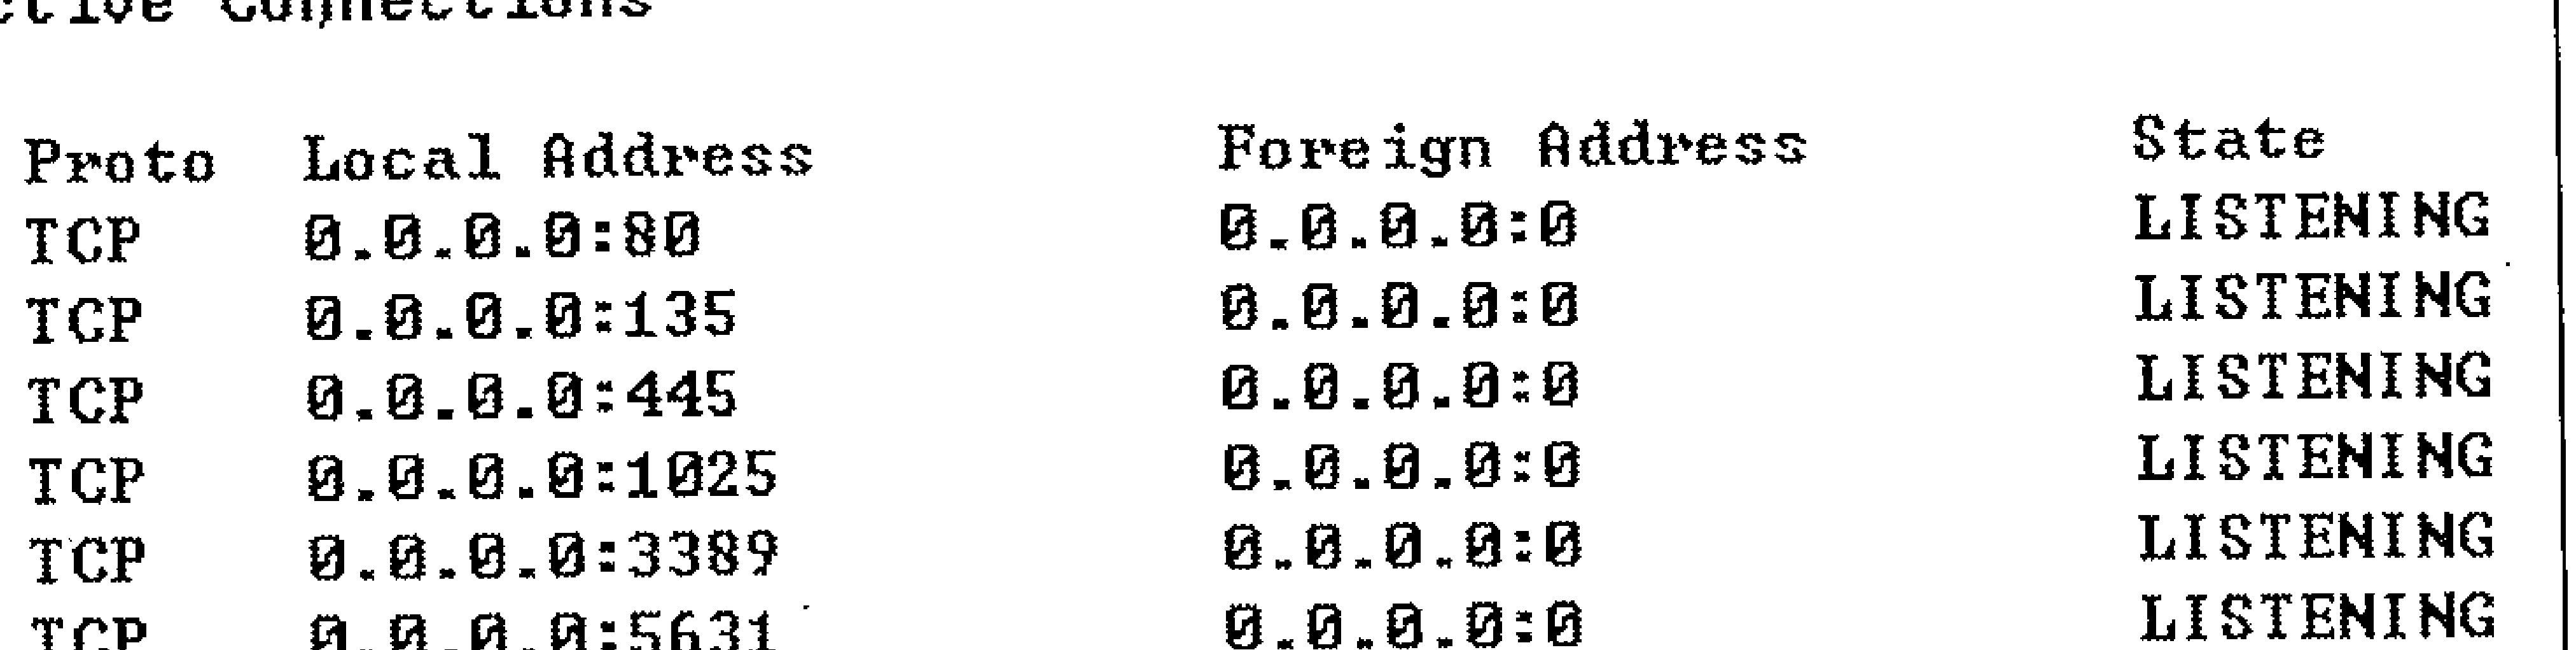 ctive Connections
Proto  Local Address          Foreign Address        State
TCP    0.0.0.0:80             0.0.0.0:0              LISTENING
TCP    0.0.0.0:135            0.0.0.0:0              LISTENING
TCP    0.0.0.0:445            0.0.0.0:0              LISTENING
TCP    0.0.0.0:1025           0.0.0.0:0              LISTENING
TCP    0.0.0.0:3389           0.0.0.0:0              LISTENING
TCP    0.0.0.0:5631           0.0.0.0:0              LISTENING